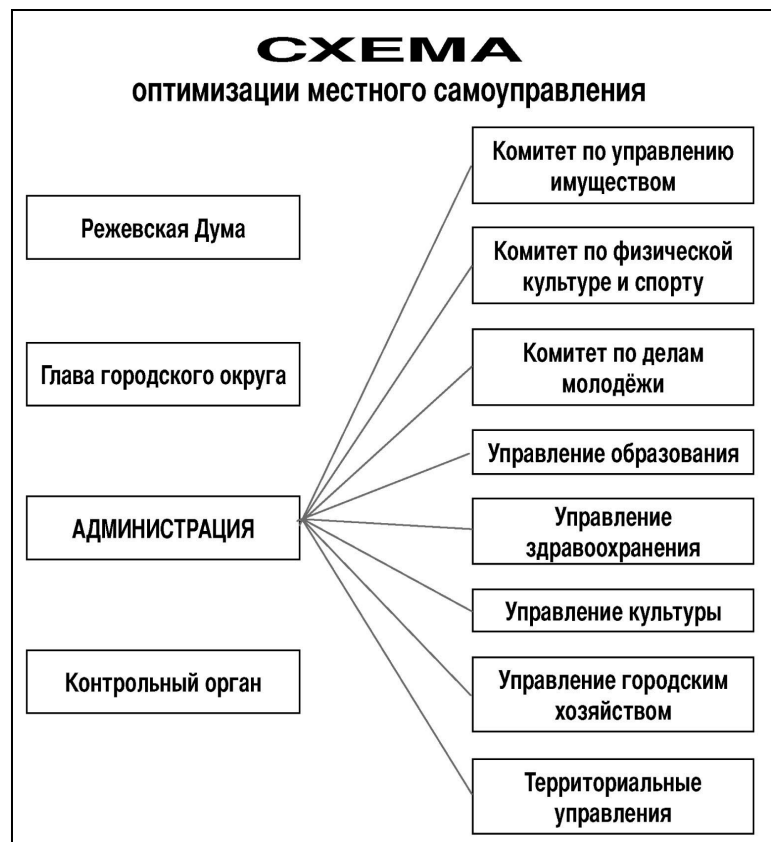 СХЕМА
оптимизации местного самоуправления
Режевская Дума
Глава городского округа
АДМИНИСТРАЦИЯ
Контрольный орган
Комитет по управлению
имуществом
Комитет по физической
культуре и спорту
Комитет по делам
молодёжи
Управление образования
Управление
здравоохранения
Управление культуры
Управление городским
хозяйством
Территориальные
управления